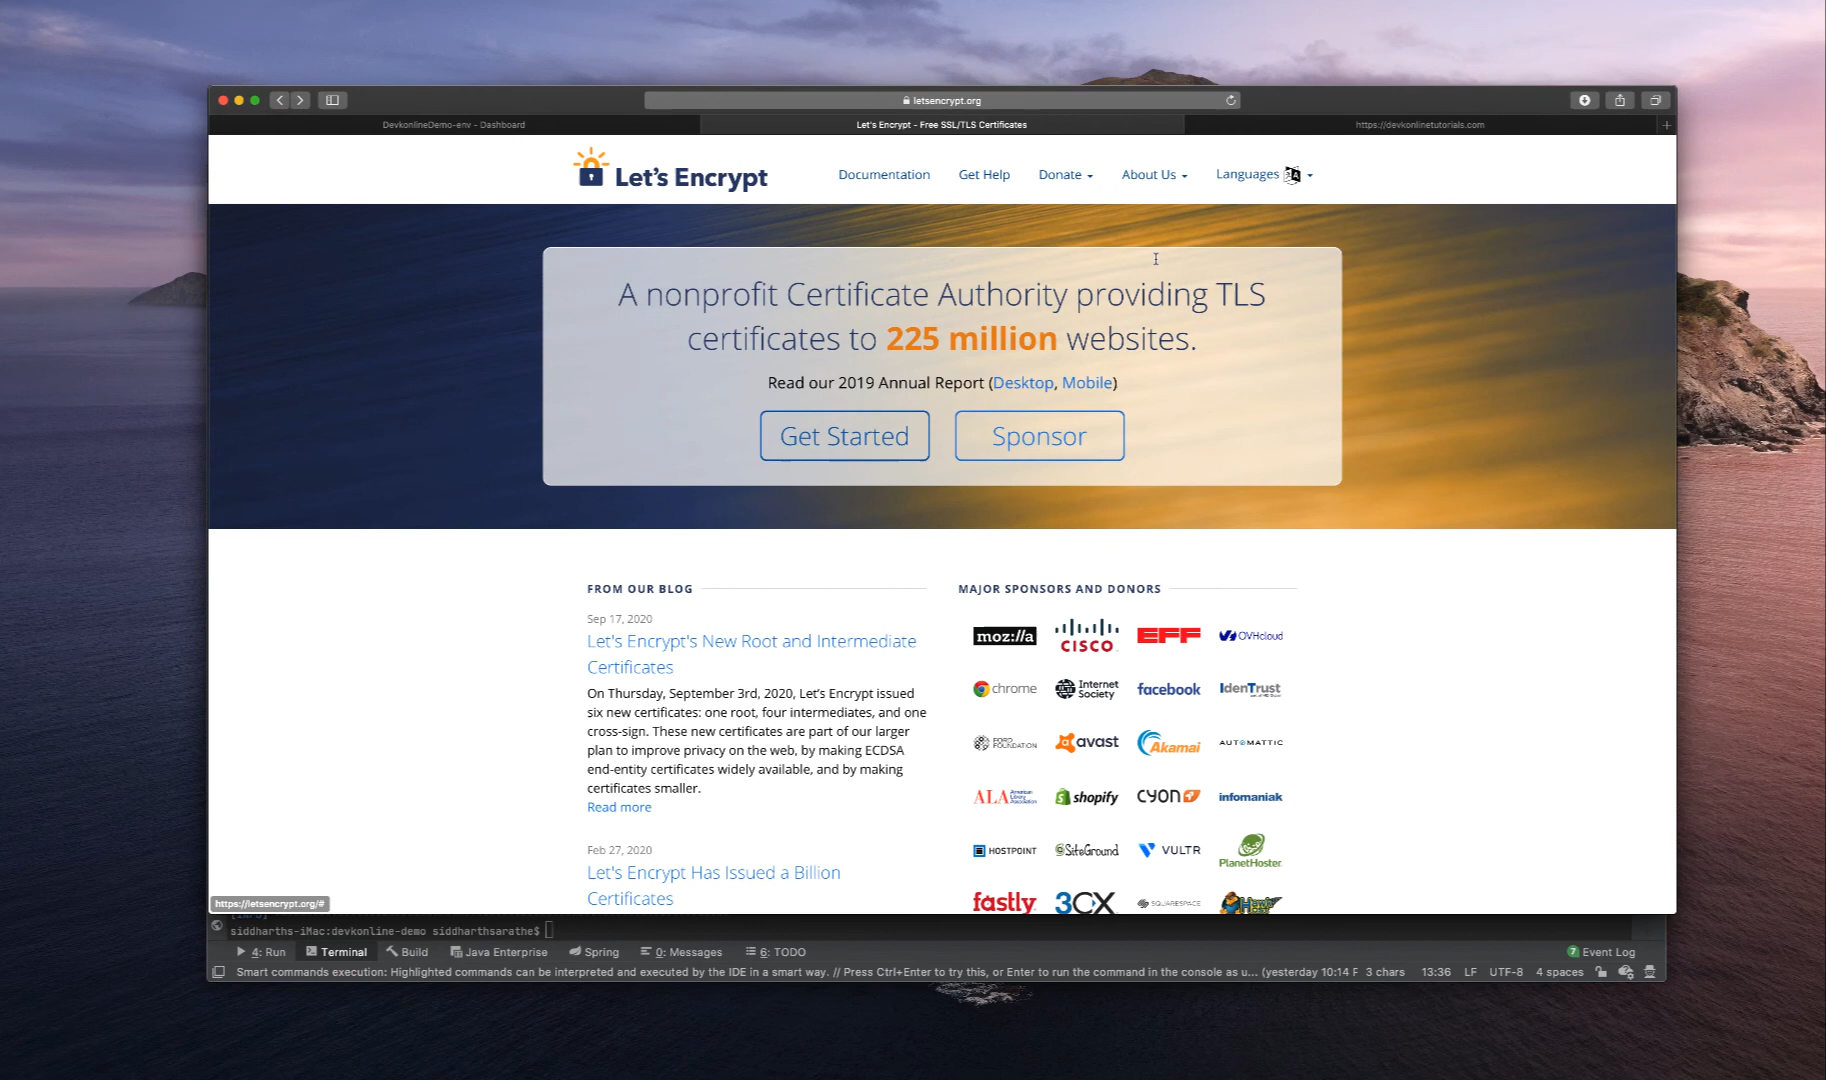 letsencrypt.org
DevkonlineDemo-env - Dashboard
Let's Encrypt - Free SSL/TLS Certificates
https://devkonlinetutorials.com
Let's Encrypt
Documentation
Get Help
Donate
About Us
Languages
A nonprofit Certificate Authority providing TLS
certificates to 225 million websites.
Read our 2019 Annual Report (Desktop, Mobile)
Get Started
Sponsor
FROM OUR BLOG
Sep 17, 2020
Let's Encrypt's New Root and Intermediate
Certificates
On Thursday, September 3rd, 2020, Let's Encrypt issued
six new certificates: one root, four intermediates, and one
cross-sign. These new certificates are part of our larger
plan to improve privacy on the web, by making ECDSA
end-entity certificates widely available, and by making
certificates smaller.
Read more
Feb 27, 2020
Let's Encrypt Has Issued a Billion
Certificates
MAJOR SPONSORS AND DONORS
moz://a
CISCO
EFF
OVHcloud
chrome
Internet
Society
facebook
IdenTrust
FORD
FOUNDATION
avast
Akamai
AUTOMATTIC
ALA American
Library
Association
shopify
CYON
infomaniak
HOSTPOINT
SiteGround
VULTR
PlanetHoster
fastly
3CX
SQUARESPACE
https://letsencrypt.org/#
siddharths-iMac:devkonline-demo siddharthsarathe$
4: Run
Terminal
Build
Java Enterprise
Spring
0: Messages
6: TODO
7 Event Log
Smart commands execution: Highlighted commands can be interpreted and executed by the IDE in a smart way. // Press Ctrl+Enter to try this, or Enter to run the command in the console as u... (yesterday 10:14 P 3 chars 13:36 LF UTF-8 4 spaces